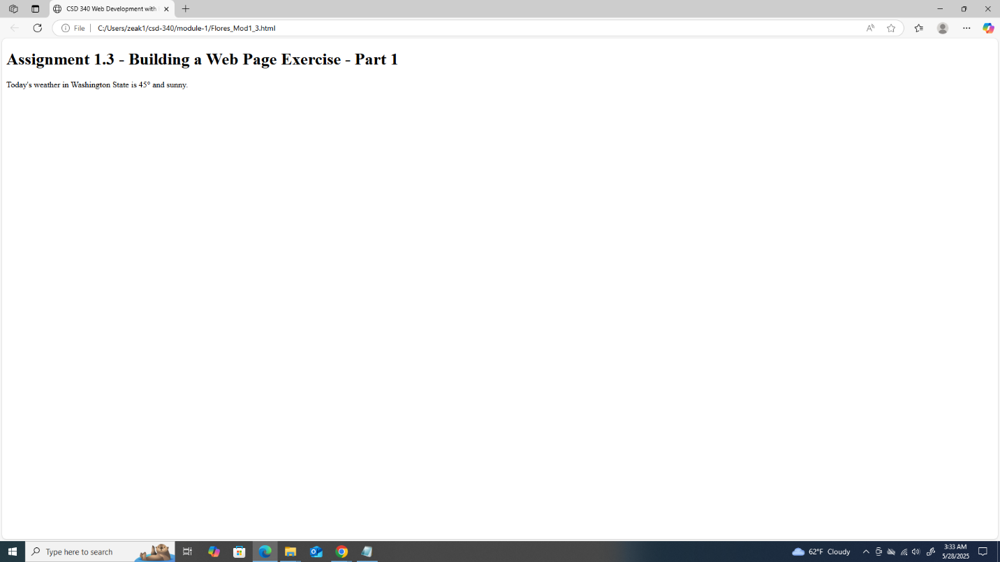 CSD 340 Web Development with
File
C:/Users/zeak1/csd-340/module-1/Flores_Mod1_3.html
Assignment 1.3 - Building a Web Page Exercise - Part 1
Today's weather in Washington State is 45° and sunny.
Type here to search
62°F Cloudy
3:33 AM
5/28/2025